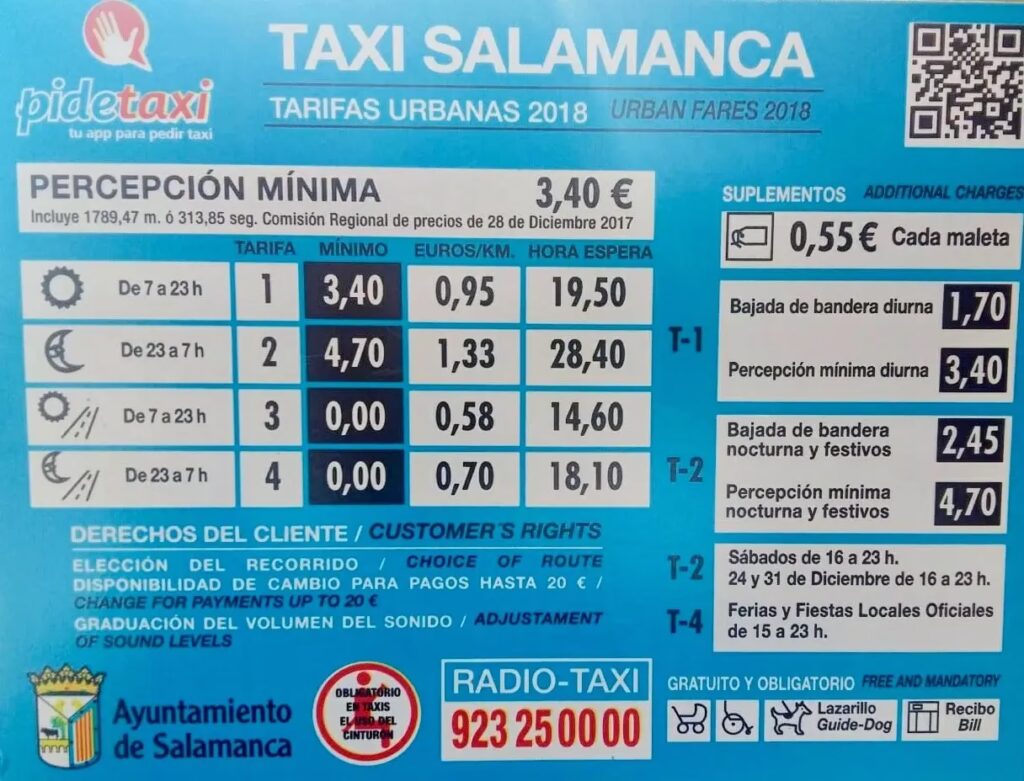 pidetaxi
tu app para pedir taxi
TAXI SALAMANCA
TARIFAS URBANAS 2018 URBAN FARES 2018
PERCEPCIÓN MÍNIMA 3,40 €
Incluye 1789,47 m. ó 313,85 seg. Comisión Regional de precios de 28 de Diciembre 2017
TARIFA MÍNIMO EUROS/KM. HORA ESPERA
De 7 a 23 h 1 3,40 0,95 19,50
De 23 a 7 h 2 4,70 1,33 28,40
De 7 a 23 h 3 0,00 0,58 14,60
De 23 a 7 h 4 0,00 0,70 18,10
SUPLEMENTOS ADDITIONAL CHARGES
0,55 € Cada maleta
T-1
Bajada de bandera diurna 1,70
Percepción mínima diurna 3,40
T-2
Bajada de bandera
nocturna y festivos 2,45
Percepción mínima
nocturna y festivos 4,70
T-2
T-4
Sábados de 16 a 23 h.
24 y 31 de Diciembre de 16 a 23 h.
Ferias y Fiestas Locales Oficiales
de 15 a 23 h.
DERECHOS DEL CLIENTE / CUSTOMER´S RIGHTS
ELECCIÓN DEL RECORRIDO / CHOICE OF ROUTE
DISPONIBILIDAD DE CAMBIO PARA PAGOS HASTA 20 € /
CHANGE FOR PAYMENTS UP TO 20 €
GRADUACIÓN DEL VOLUMEN DEL SONIDO / ADJUSTAMENT
OF SOUND LEVELS
Ayuntamiento
de Salamanca
OBLIGATORIO
EN TAXIS
EL USO DEL
CINTURÓN
RADIO-TAXI
923 25 00 00
GRATUITO Y OBLIGATORIO FREE AND MANDATORY
Lazarillo
Guide-Dog
Recibo
Bill